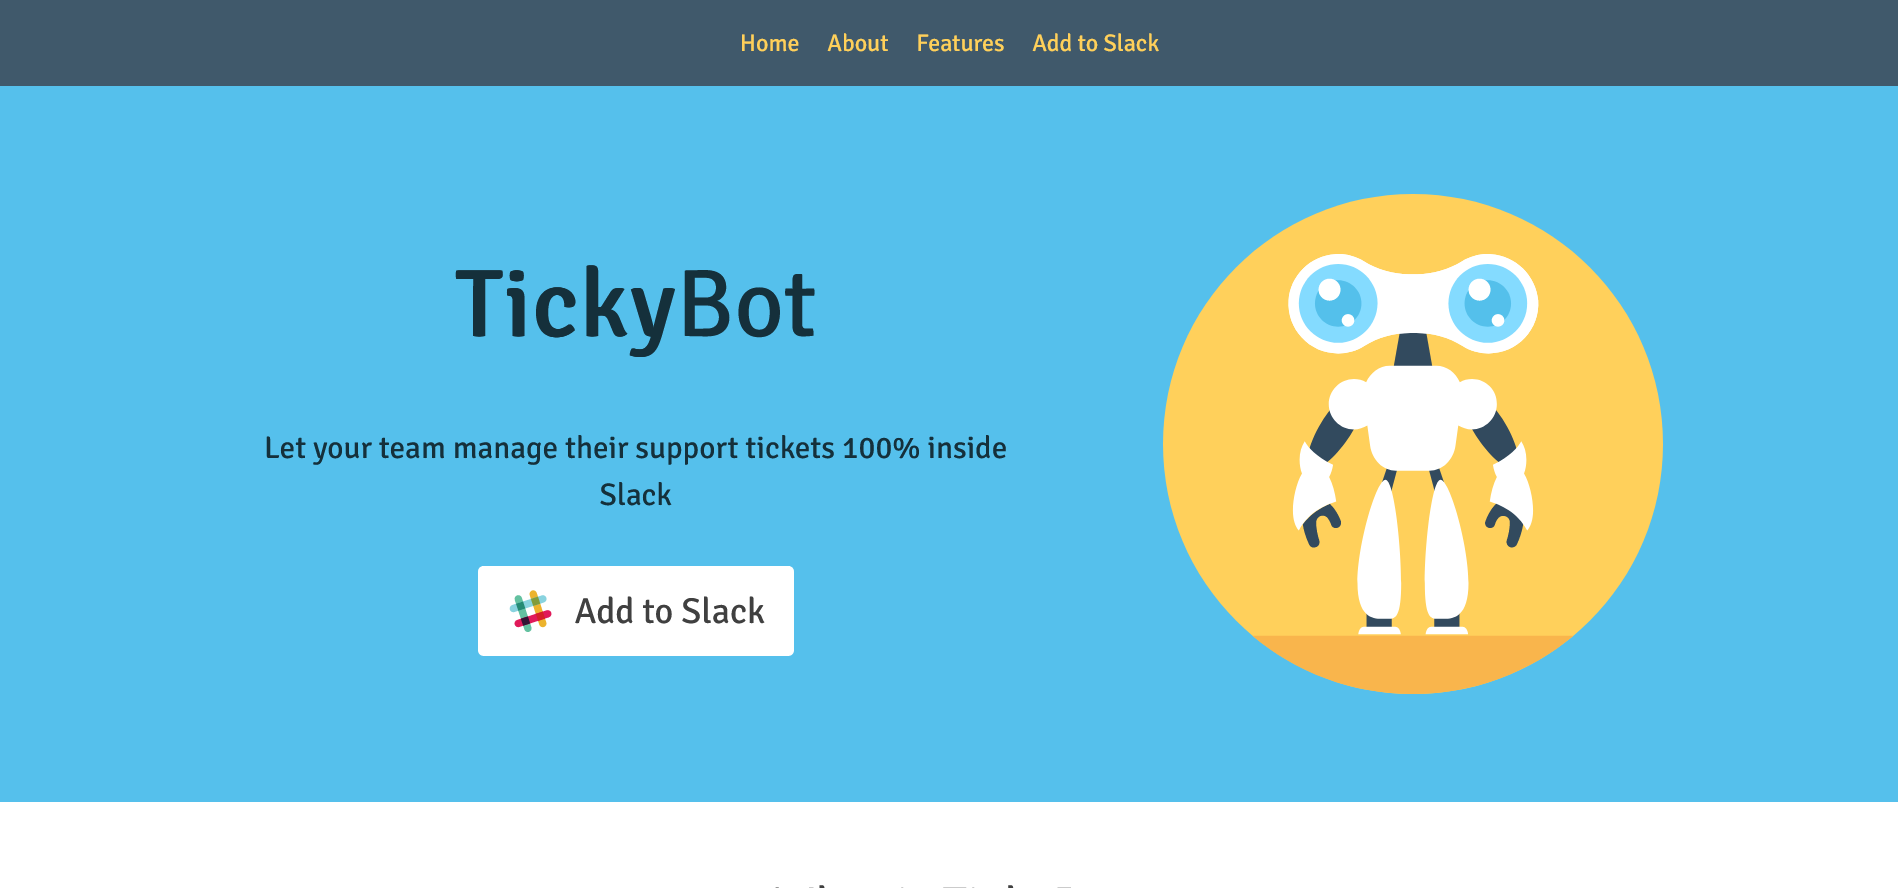 Home About Features Add to Slack
TickyBot
Let your team manage their support tickets 100% inside
Slack
Add to Slack